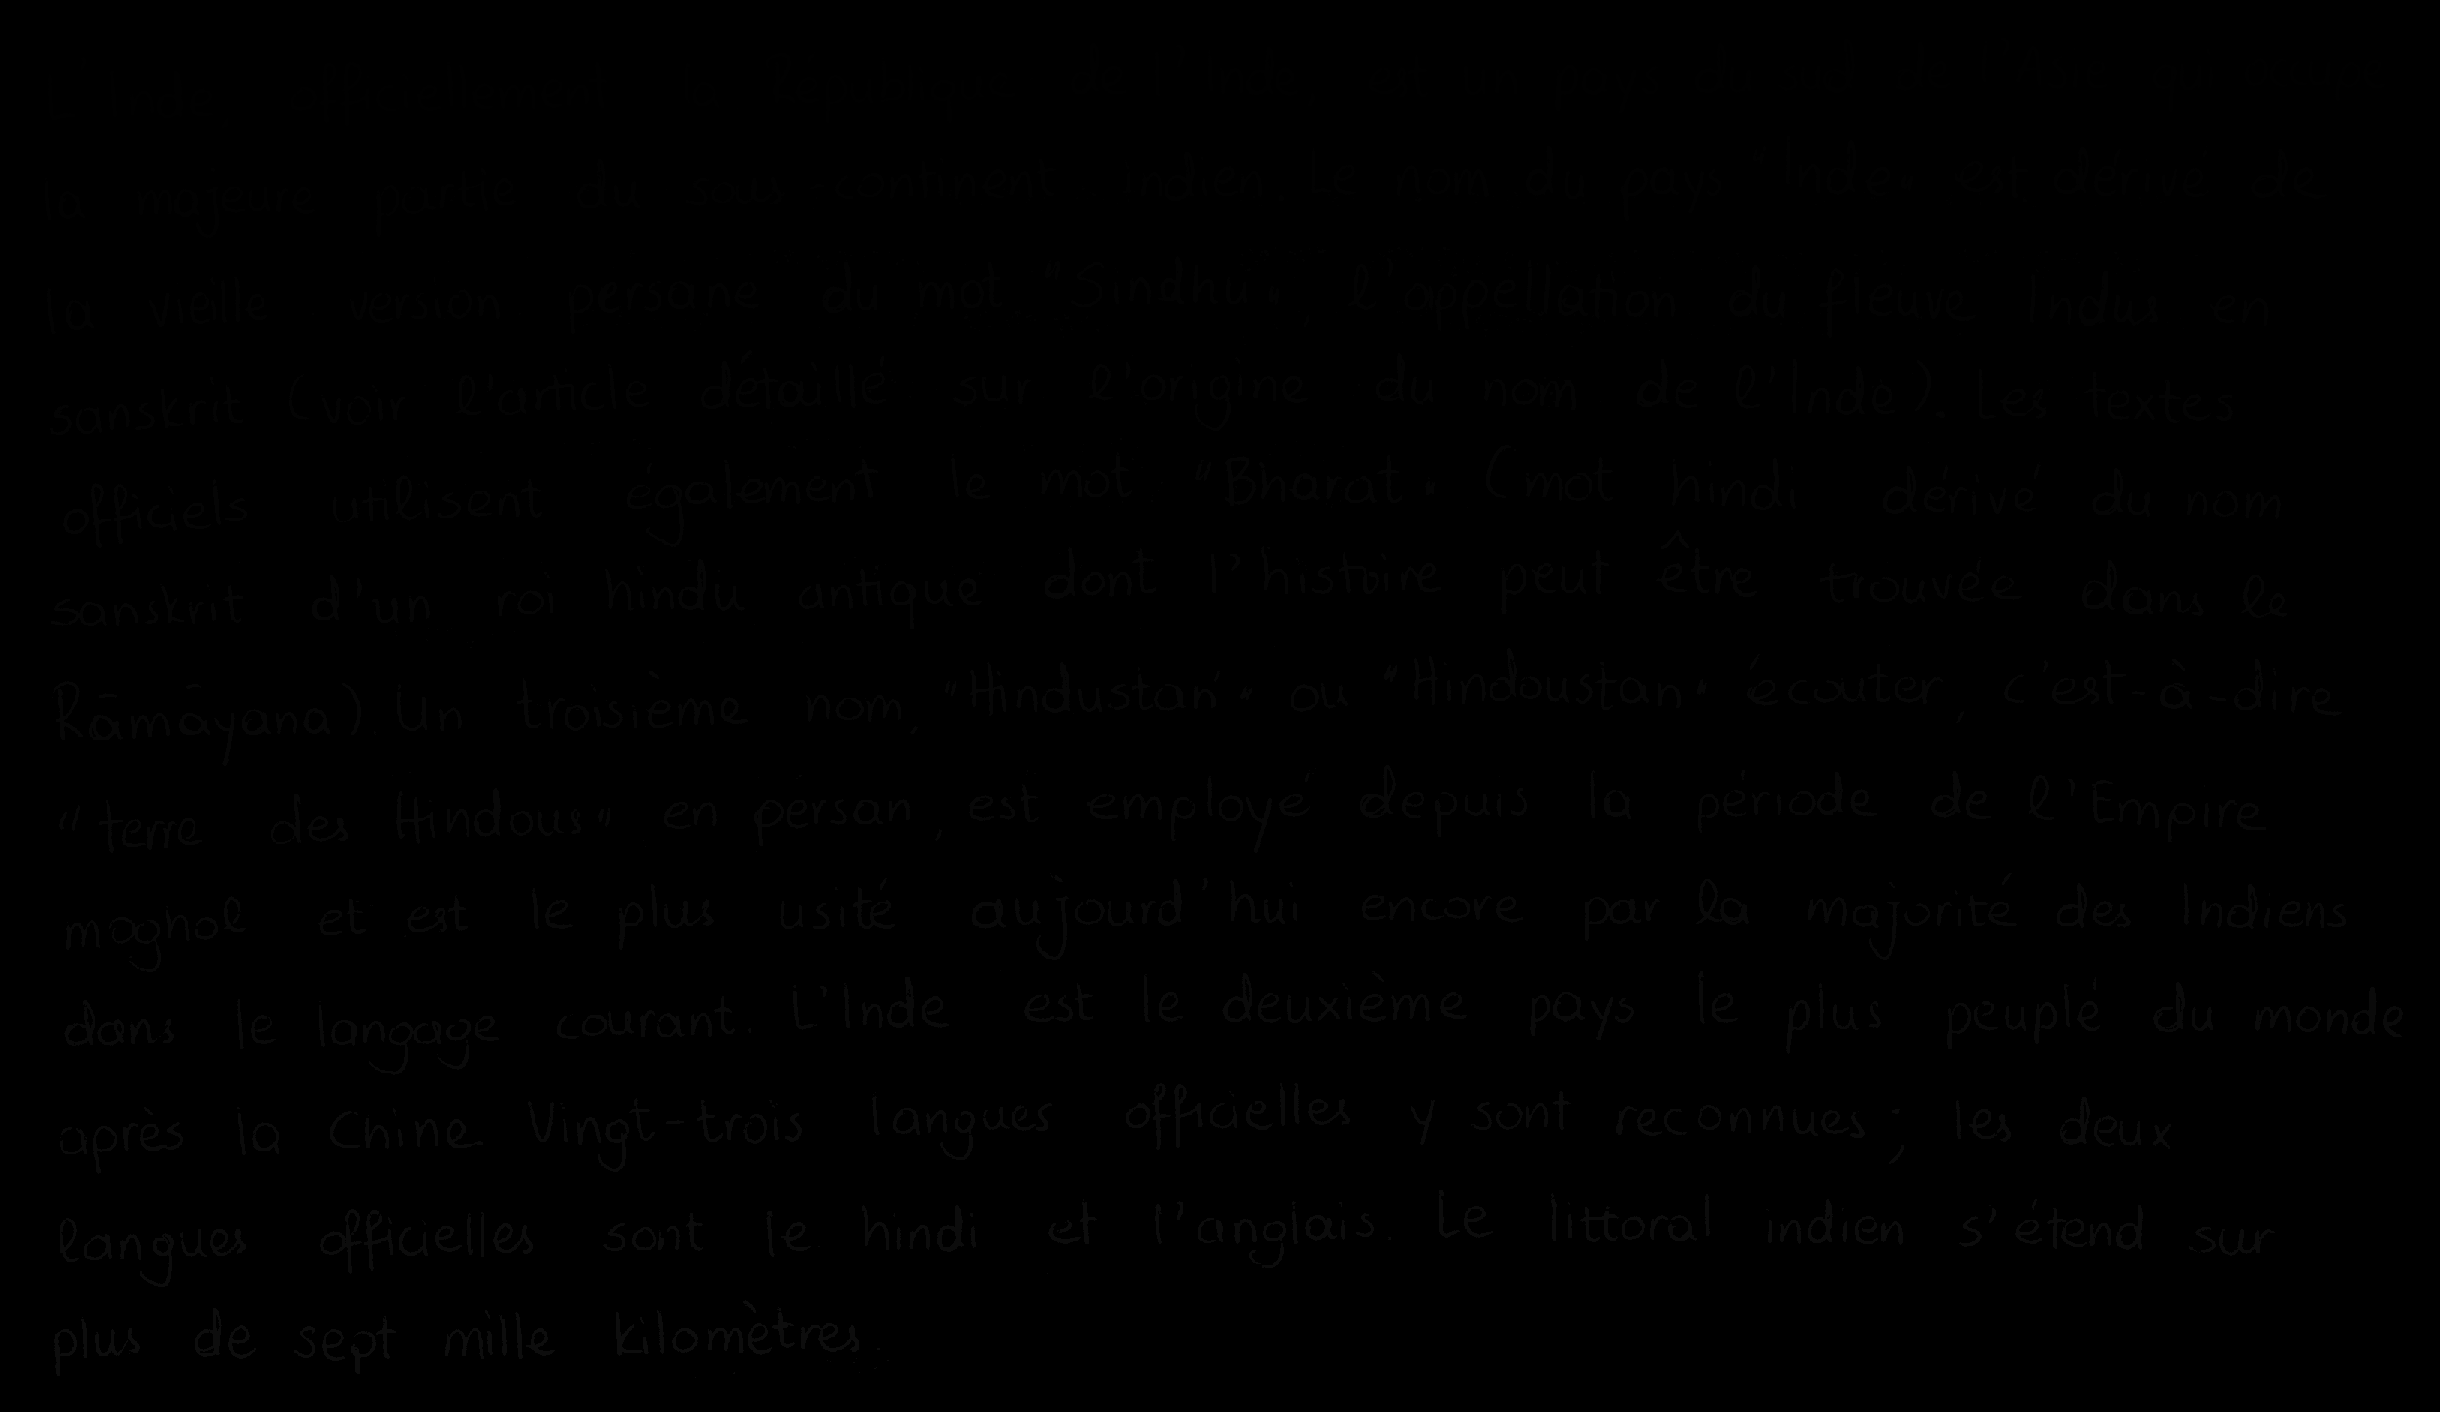 la majeure partie du sous-continent indien. Le nom du pays "Inde" est dérivé de
la vieille version persane du mot "Sindhu", l'appellation du fleuve Indus en
sanskrit (voir l'article détaillé sur l'origine du nom de l'Inde). Les textes
officiels utilisent également le mot "Bharat" (mot hindi dérivé du nom
sanskrit d'un roi hindu antique dont l'histoire peut être trouvée dans le
Rāmāyana). Un troisième nom, "Hindustan" ou "Hindoustan" écouter, c'est-à-dire
"terre des Hindous" en persan, est employé depuis la période de l'Empire
moghol et est le plus usité aujourd'hui encore par la majorité des Indiens
dans le langage courant. L'Inde est le deuxième pays le plus peuplé du monde
après la Chine. Vingt-trois langues officielles y sont reconnues; les deux
langues officielles sont le hindi et l'anglais. Le littoral indien s'étend sur
plus de sept mille kilomètres.